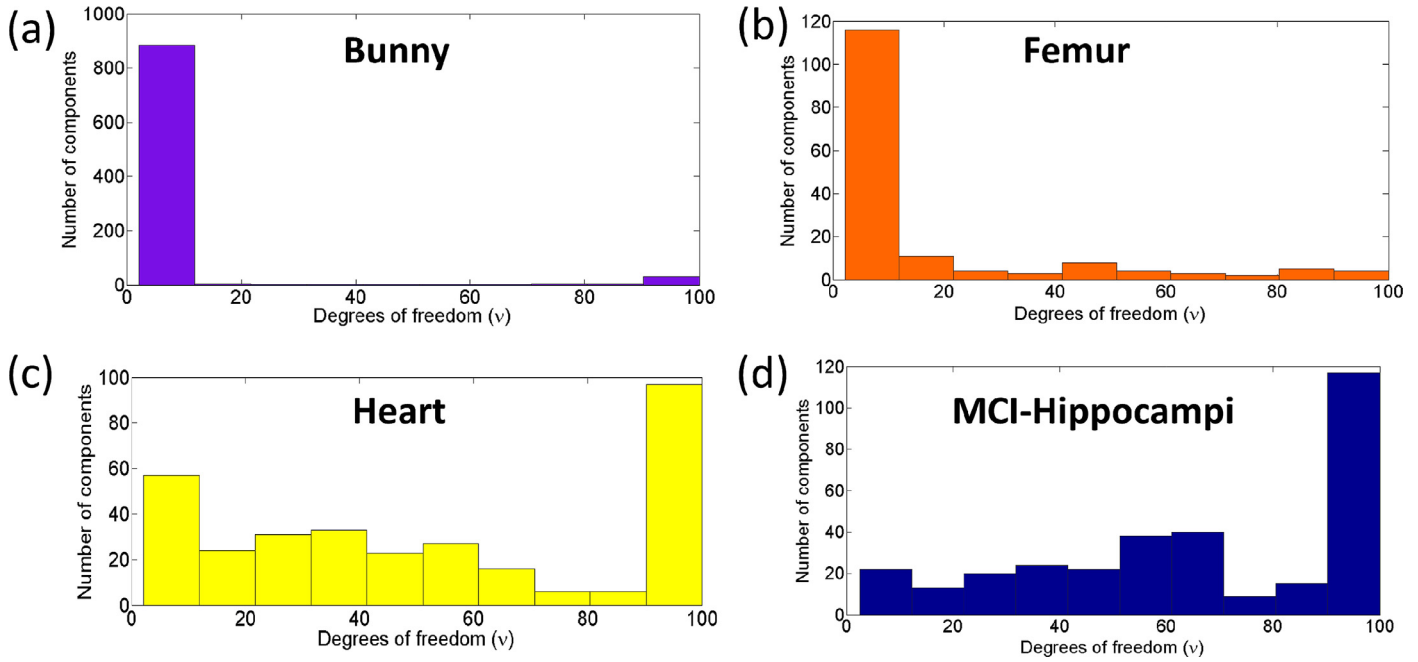 (a)
Bunny
Number of components
1000
800
600
400
200
0
0 20 40 60 80 100
Degrees of freedom (ν)
(b)
Femur
Number of components
120
100
80
60
40
20
0
0 20 40 60 80 100
Degrees of freedom (ν)
(c)
Heart
Number of components
100
80
60
40
20
0
0 20 40 60 80 100
Degrees of freedom (ν)
(d)
MCI-Hippocampi
Number of components
120
100
80
60
40
20
0
0 20 40 60 80 100
Degrees of freedom (ν)